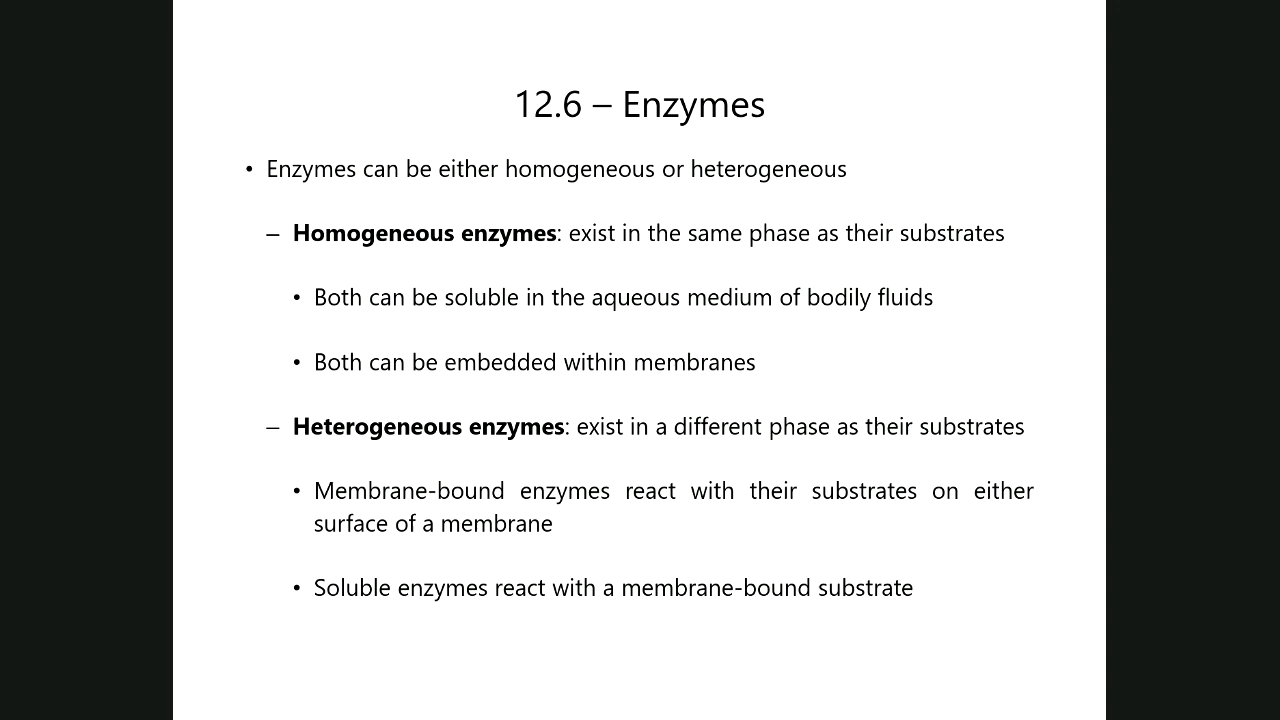 12.6 – Enzymes
• Enzymes can be either homogeneous or heterogeneous
– Homogeneous enzymes: exist in the same phase as their substrates
• Both can be soluble in the aqueous medium of bodily fluids
• Both can be embedded within membranes
– Heterogeneous enzymes: exist in a different phase as their substrates
• Membrane-bound enzymes react with their substrates on either
surface of a membrane
• Soluble enzymes react with a membrane-bound substrate